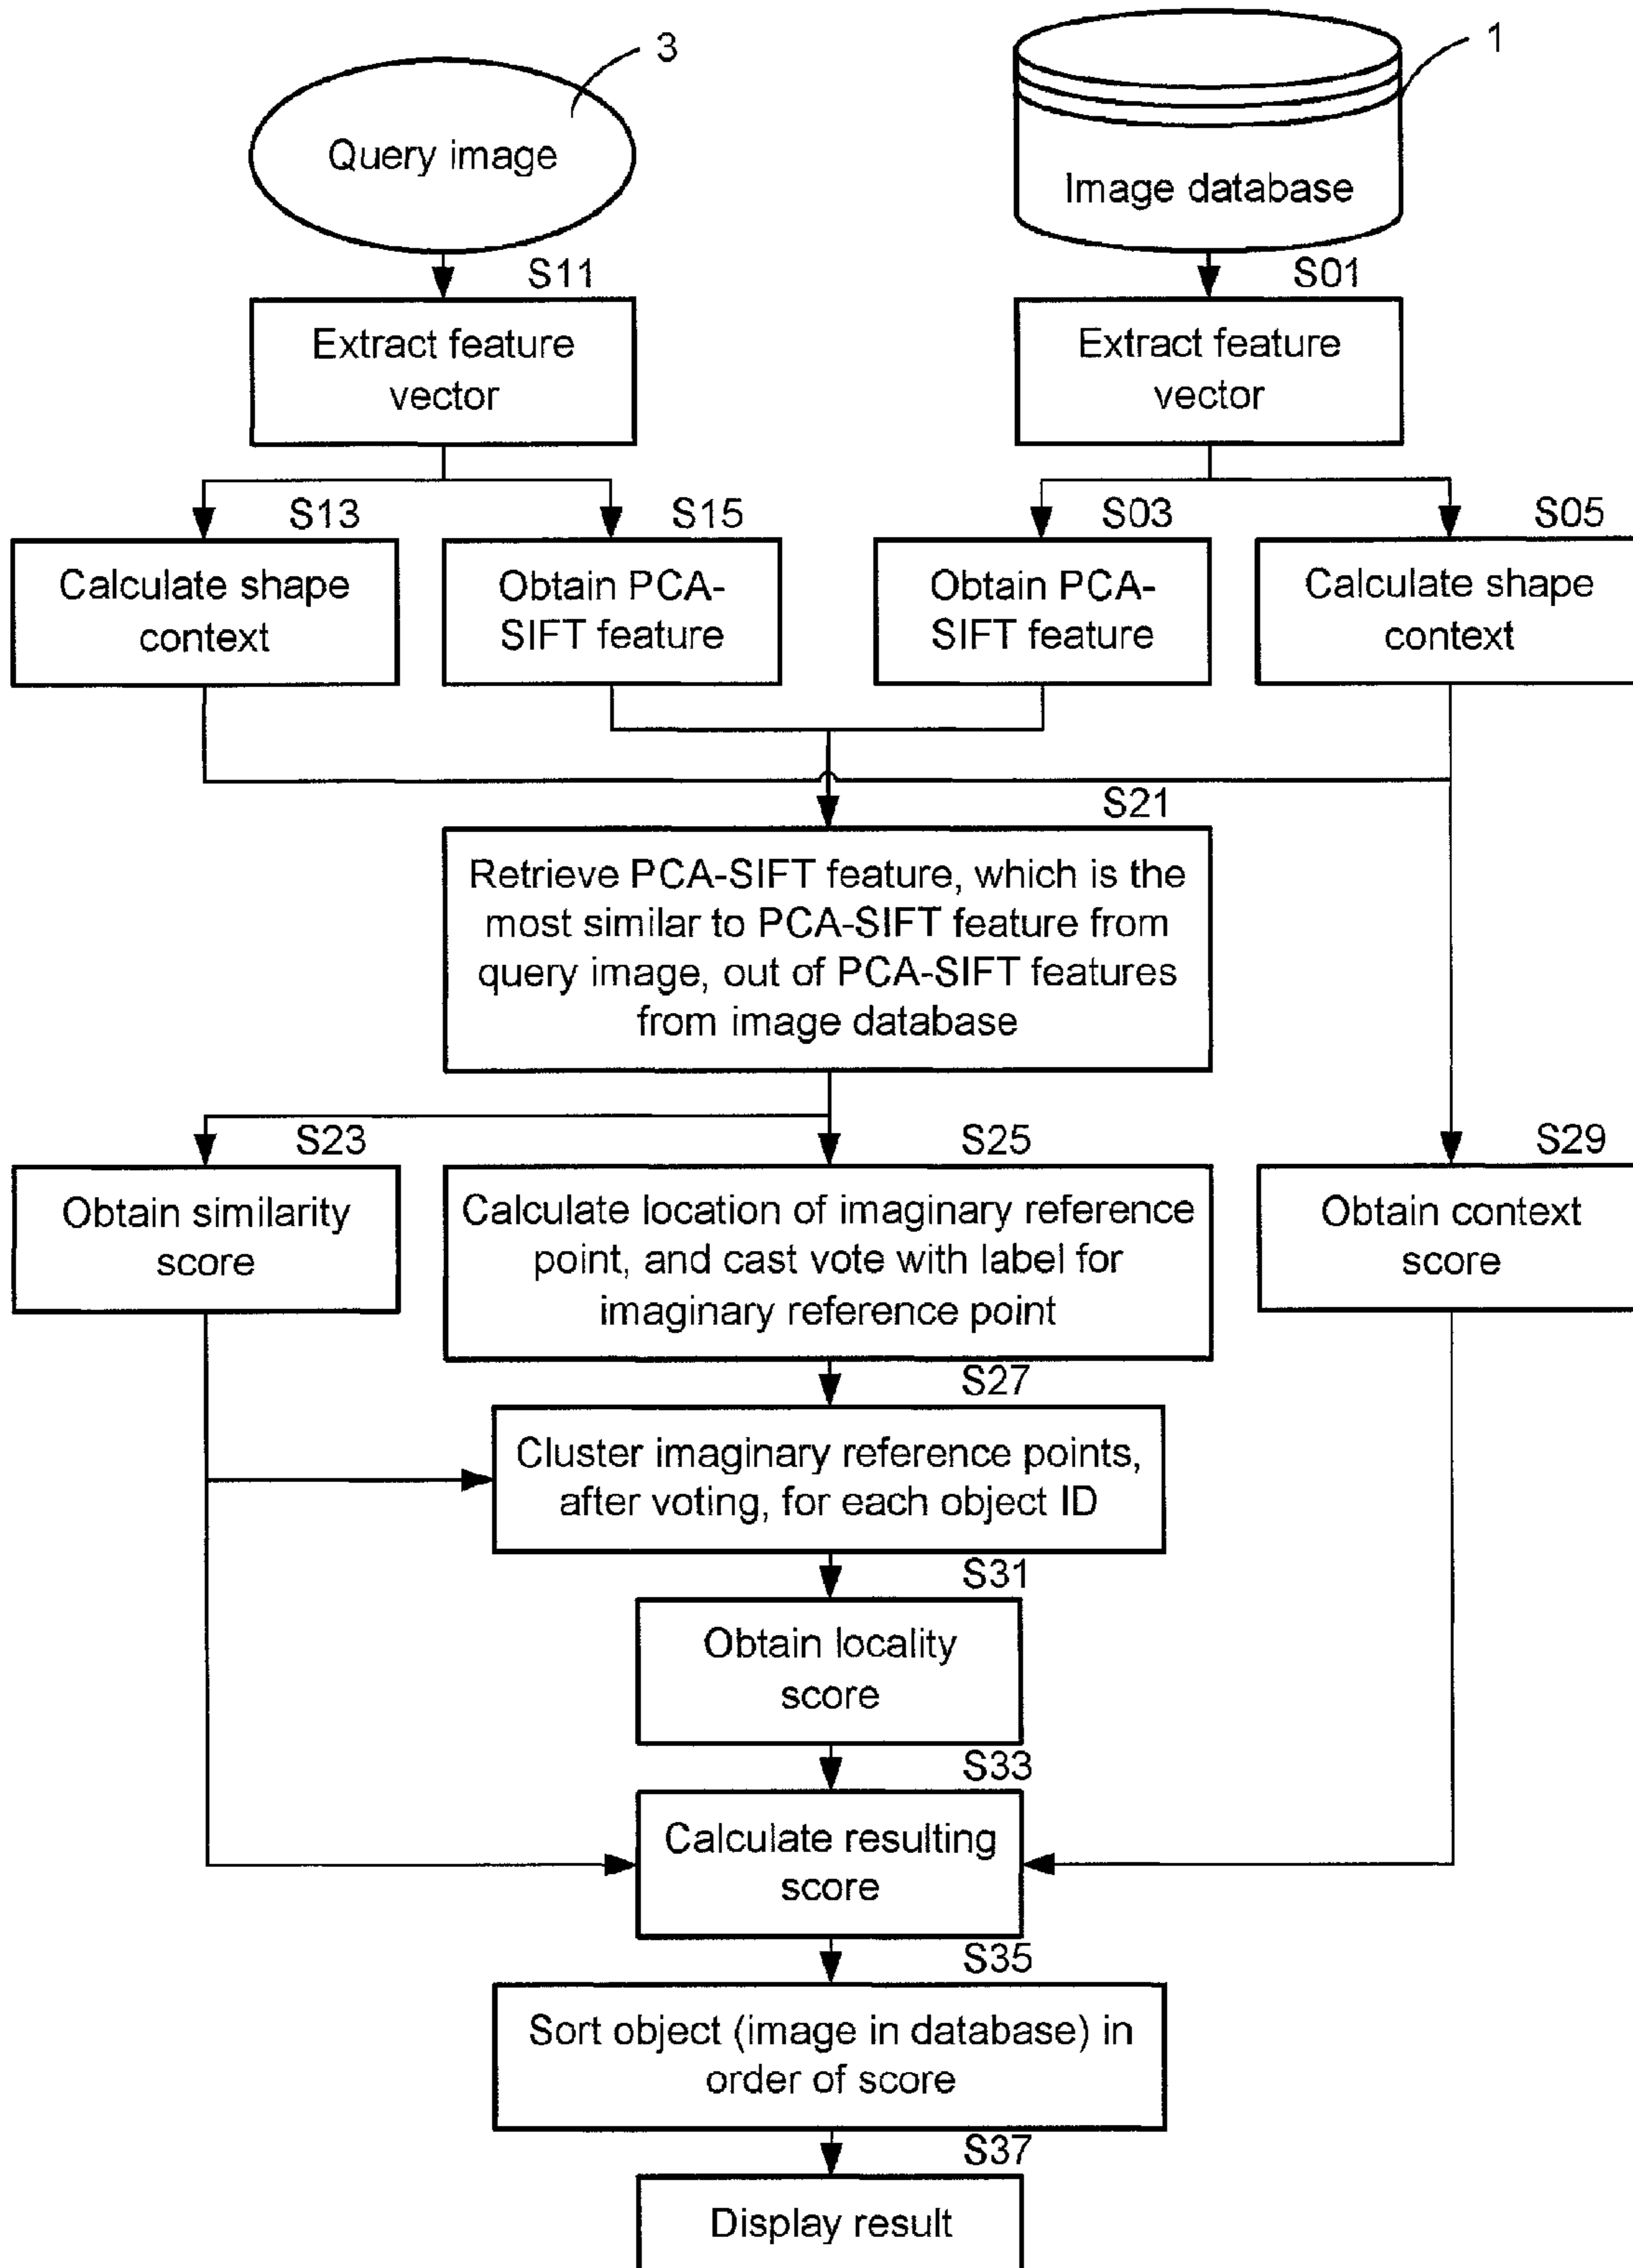 3
1
Query image
Image database
S11
S01
Extract feature
vector
Extract feature
vector
S13
S15
S03
S05
Calculate shape
context
Obtain PCA-
SIFT feature
Obtain PCA-
SIFT feature
Calculate shape
context
S21
Retrieve PCA-SIFT feature, which is the
most similar to PCA-SIFT feature from
query image, out of PCA-SIFT features
from image database
S23
S25
S29
Obtain similarity
score
Calculate location of imaginary reference
point, and cast vote with label for
imaginary reference point
Obtain context
score
S27
Cluster imaginary reference points,
after voting, for each object ID
S31
Obtain locality
score
S33
Calculate resulting
score
S35
Sort object (image in database) in
order of score
S37
Display result